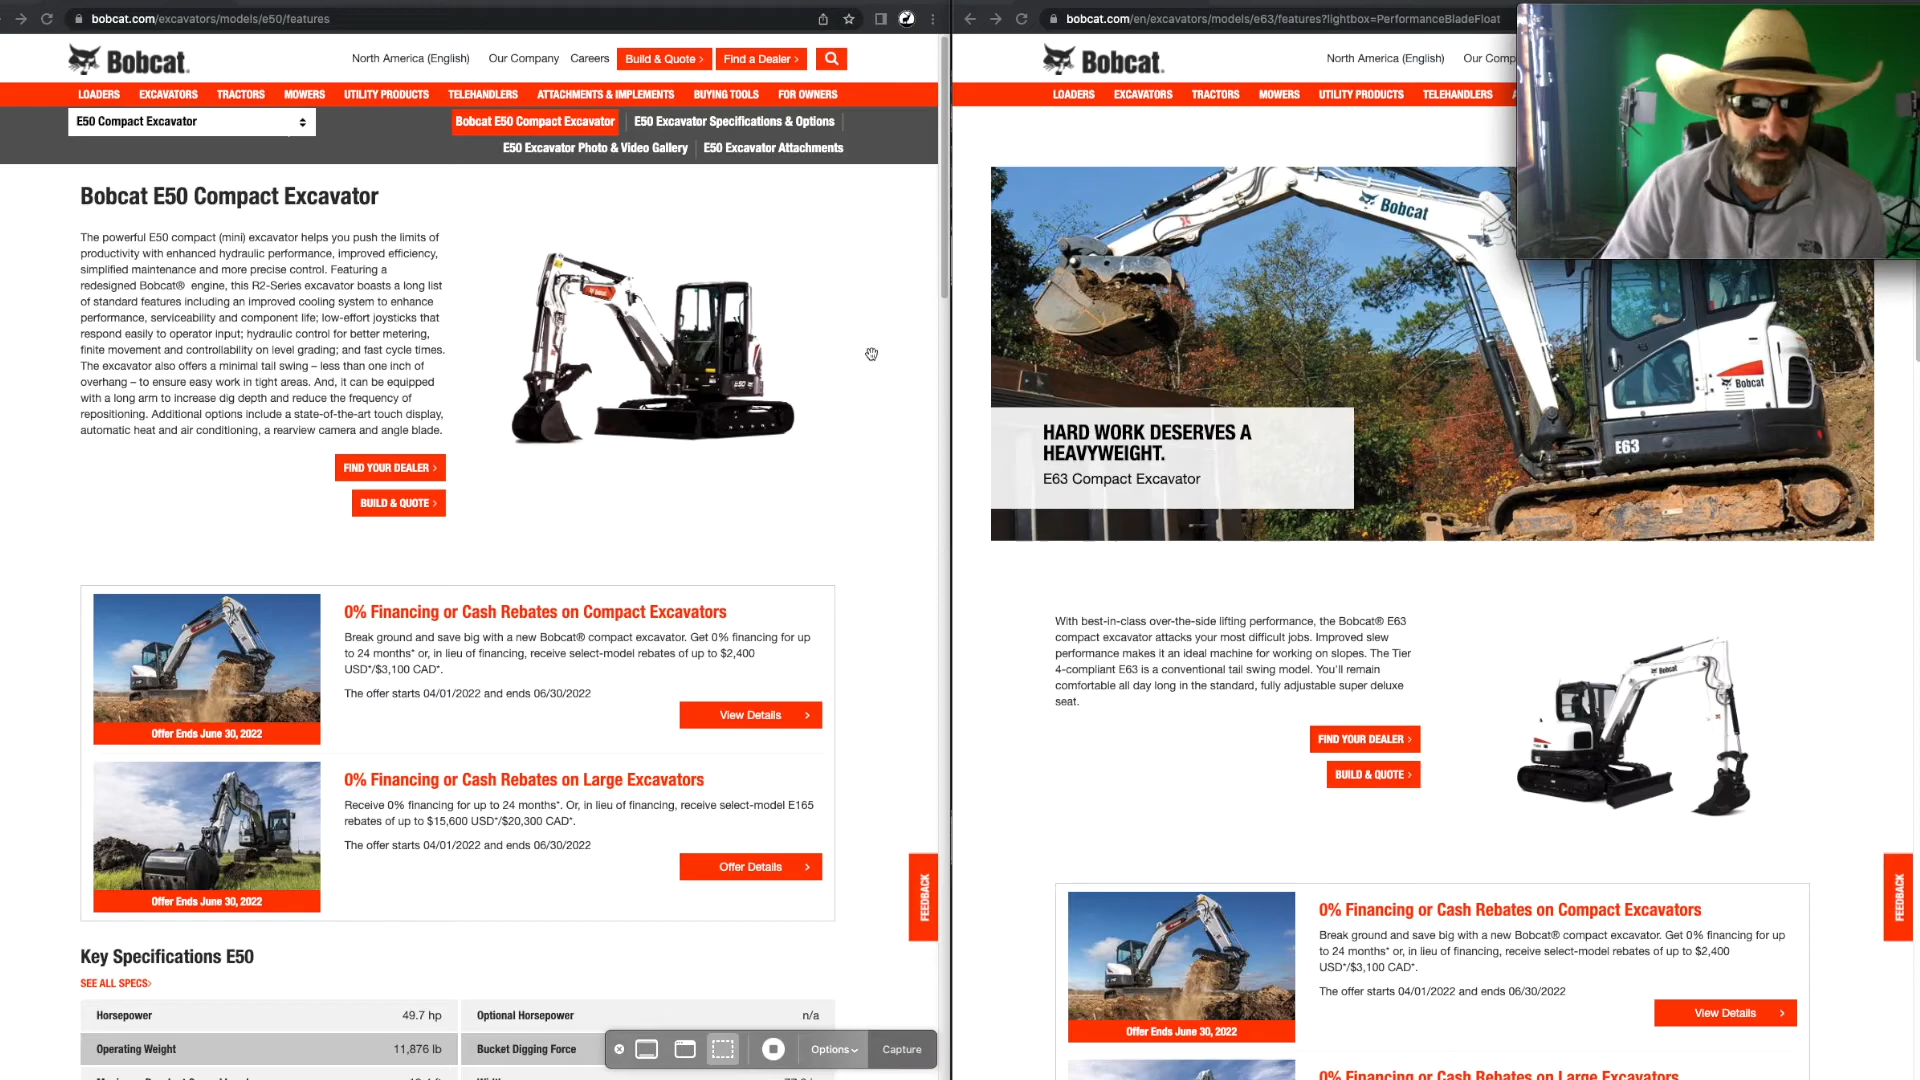 bobcat.com/excavators/models/e50/features
Bobcat
North America (English)
Our Company
Careers
Build & Quote ›
Find a Dealer ›
LOADERS
EXCAVATORS
TRACTORS
MOWERS
UTILITY PRODUCTS
TELEHANDLERS
ATTACHMENTS & IMPLEMENTS
BUYING TOOLS
FOR OWNERS
E50 Compact Excavator
Bobcat E50 Compact Excavator
E50 Excavator Specifications & Options
E50 Excavator Photo & Video Gallery
E50 Excavator Attachments
Bobcat E50 Compact Excavator
The powerful E50 compact (mini) excavator helps you push the limits of
productivity with enhanced hydraulic performance, improved efficiency,
simplified maintenance and more precise control. Featuring a
redesigned Bobcat® engine, this R2-Series excavator boasts a long list
of standard features including an improved cooling system to enhance
performance, serviceability and component life; low-effort joysticks that
respond easily to operator input; hydraulic control for better metering,
finite movement and controllability on level grading; and fast cycle times.
The excavator also offers a minimal tail swing – less than one inch of
overhang – to ensure easy work in tight areas. And, it can be equipped
with a long arm to increase dig depth and reduce the frequency of
repositioning. Additional options include a state-of-the-art touch display,
automatic heat and air conditioning, a rearview camera and angle blade.
FIND YOUR DEALER ›
BUILD & QUOTE ›
0% Financing or Cash Rebates on Compact Excavators
Break ground and save big with a new Bobcat® compact excavator. Get 0% financing for up
to 24 months* or, in lieu of financing, receive select-model rebates of up to $2,400
USD*/$3,100 CAD*.
The offer starts 04/01/2022 and ends 06/30/2022
View Details ›
Offer Ends June 30, 2022
0% Financing or Cash Rebates on Large Excavators
Receive 0% financing for up to 24 months*. Or, in lieu of financing, receive select-model E165
rebates of up to $15,600 USD*/$20,300 CAD*.
The offer starts 04/01/2022 and ends 06/30/2022
Offer Details ›
Offer Ends June 30, 2022
FEEDBACK
Key Specifications E50
SEE ALL SPECS›
Horsepower 49.7 hp
Optional Horsepower n/a
Operating Weight 11,876 lb
Bucket Digging Force
Options
Capture
bobcat.com/en/excavators/models/e63/features?lightbox=PerformanceBladeFloat
Bobcat
North America (English)
Our Comp
LOADERS
EXCAVATORS
TRACTORS
MOWERS
UTILITY PRODUCTS
TELEHANDLERS
Bobcat
Bobcat
E63
HARD WORK DESERVES A
HEAVYWEIGHT.
E63 Compact Excavator
With best-in-class over-the-side lifting performance, the Bobcat® E63
compact excavator attacks your most difficult jobs. Improved slew
performance makes it an ideal machine for working on slopes. The Tier
4-compliant E63 is a conventional tail swing model. You'll remain
comfortable all day long in the standard, fully adjustable super deluxe
seat.
FIND YOUR DEALER ›
BUILD & QUOTE ›
Bobcat
FEEDBACK
0% Financing or Cash Rebates on Compact Excavators
Break ground and save big with a new Bobcat® compact excavator. Get 0% financing for up
to 24 months* or, in lieu of financing, receive select-model rebates of up to $2,400
USD*/$3,100 CAD*.
The offer starts 04/01/2022 and ends 06/30/2022
View Details ›
Offer Ends June 30, 2022
0% Financing or Cash Rebates on Large Excavators